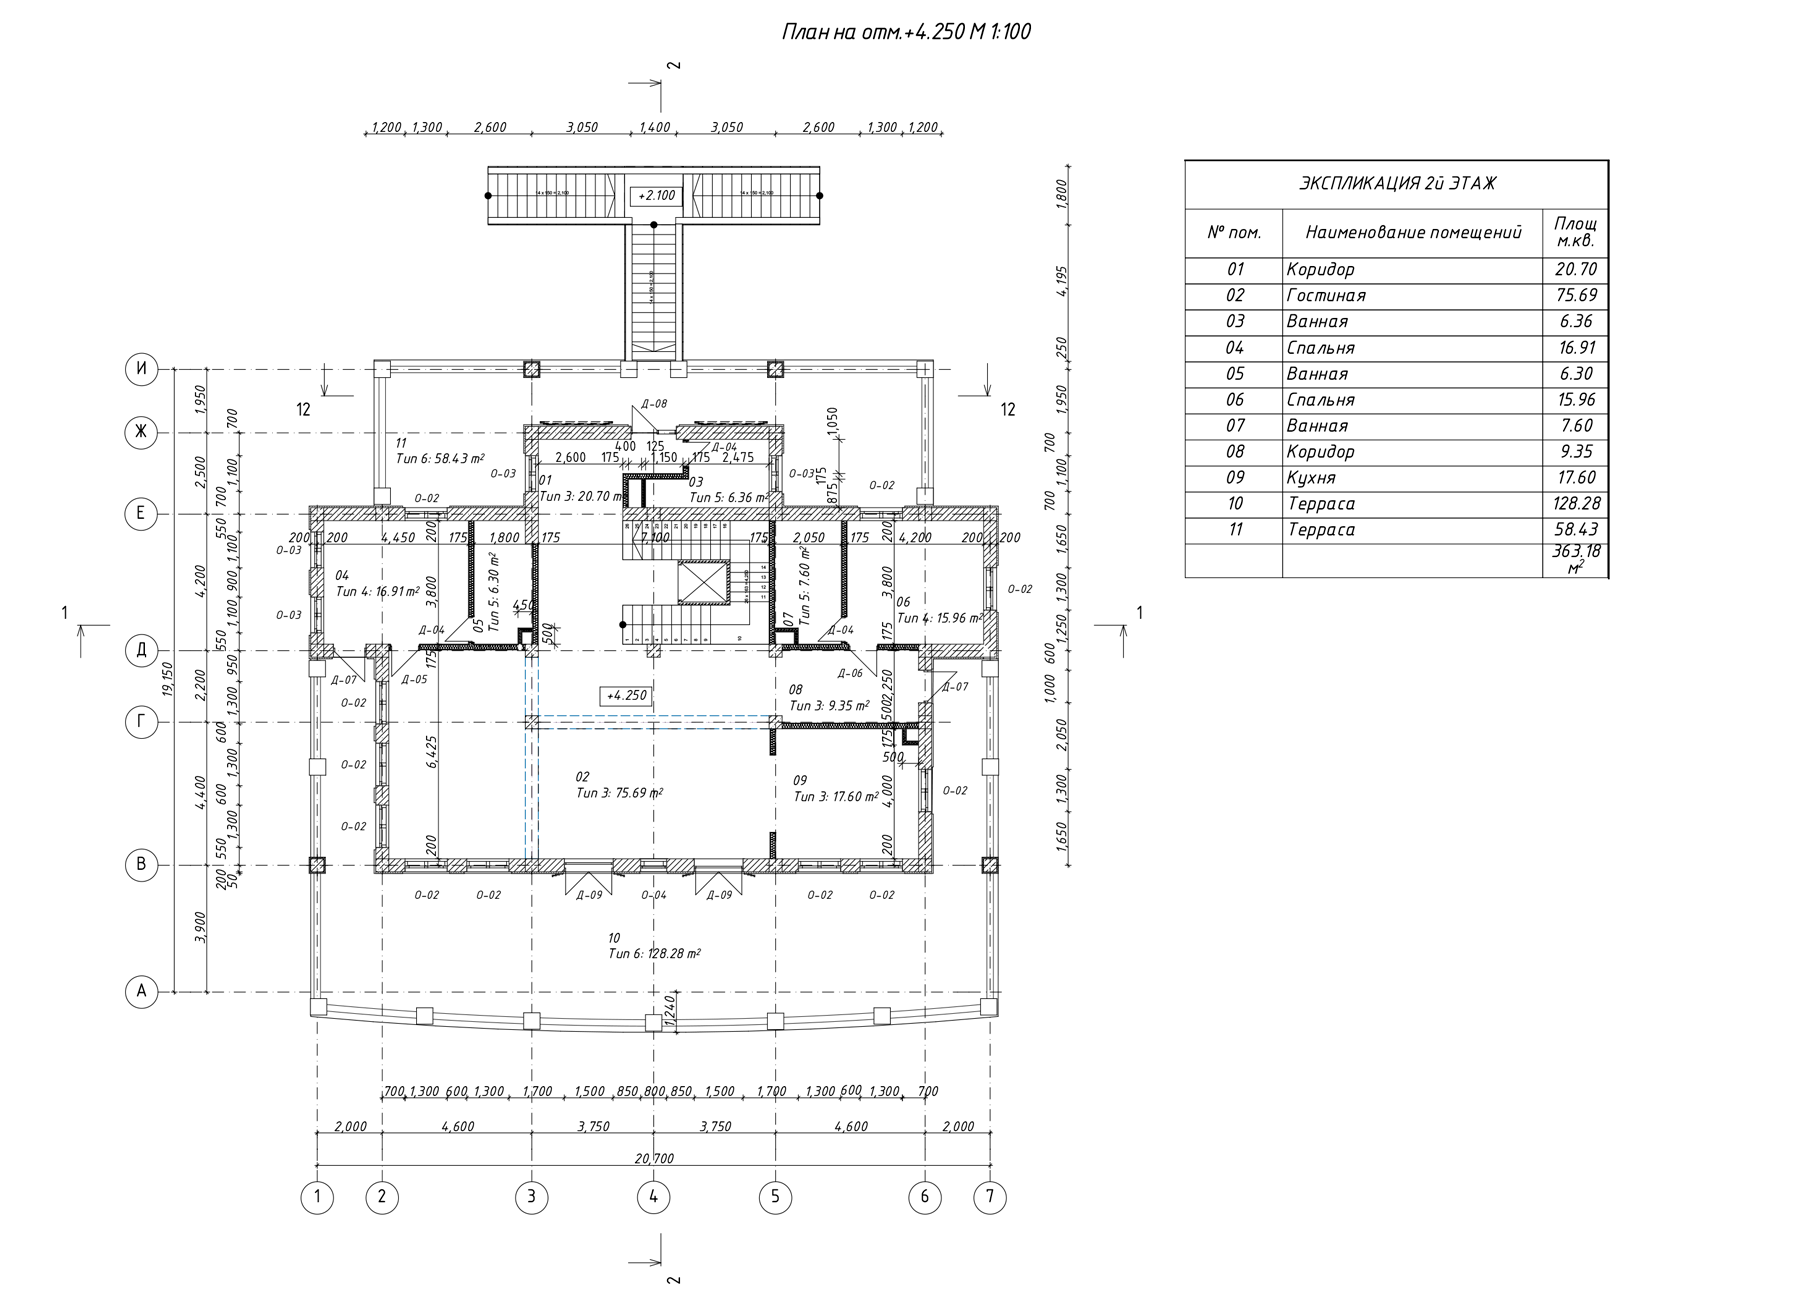 План на отм.+4.250 М 1:100
2
1,200 1,300 2,600 3,050 1,400 3,050 2,600 1,300 1,200
14 x 150 = 2,100
+2.100
14 x 150 = 2,100
14 x 150 = 2,100
1,800
4,195
250
1,950
700
1,100
700
1,650
1,300
1,250
600
1,000
2,050
1,300
1,650
ЭКСПЛИКАЦИЯ 2й ЭТАЖ
№ пом. Наименование помещений Площ м.кв.
01 Коридор 20.70
02 Гостиная 75.69
03 Ванная 6.36
04 Спальня 16.91
05 Ванная 6.30
06 Спальня 15.96
07 Ванная 7.60
08 Коридор 9.35
09 Кухня 17.60
10 Терраса 128.28
11 Терраса 58.43
363.18
м²
И
Ж
Е
Д
Г
В
А
19,150
1,950
2,500
4,200
2,200
4,400
3,900
700
1,100
700
550
1,100
900
1,100
550
950
1,300
600
1,300
600
1,300
550
200
50
12 12
1 1
Д-08
11
Тип 6: 58.43 m²
400 125
Д-04
1,050
2,600 175 1,150 175 2,475
175
875
О-03
О-03
О-02
О-02
01
Тип 3: 20.70 m
03
Тип 5: 6.36 m²
200 200 4,450 175 1,800 175 7,100 175 2,050 175 4,200 200 200
200
200
О-03
О-03
04
Тип 4: 16.91 m²
3,800
05
Тип 5: 6.30 m²
450
500
Д-04
175
07
Тип 5: 7.60 m²
Д-04
3,800
06
Тип 4: 15.96 m²
175
О-02
Д-07
Д-05
Д-06
Д-07
О-02
+4.250
08
Тип 3: 9.35 m²
2,250
500
175
500
6,425
О-02
02
Тип 3: 75.69 m²
09
Тип 3: 17.60 m²
4,000
О-02
О-02
200
200
О-02 О-02 Д-09 О-04 Д-09 О-02 О-02
10
Тип 6: 128.28 m²
1,240
700 1,300 600 1,300 1,700 1,500 850 800 850 1,500 1,700 1,300 600 1,300 700
2,000 4,600 3,750 3,750 4,600 2,000
20,700
1 2 3 4 5 6 7
2